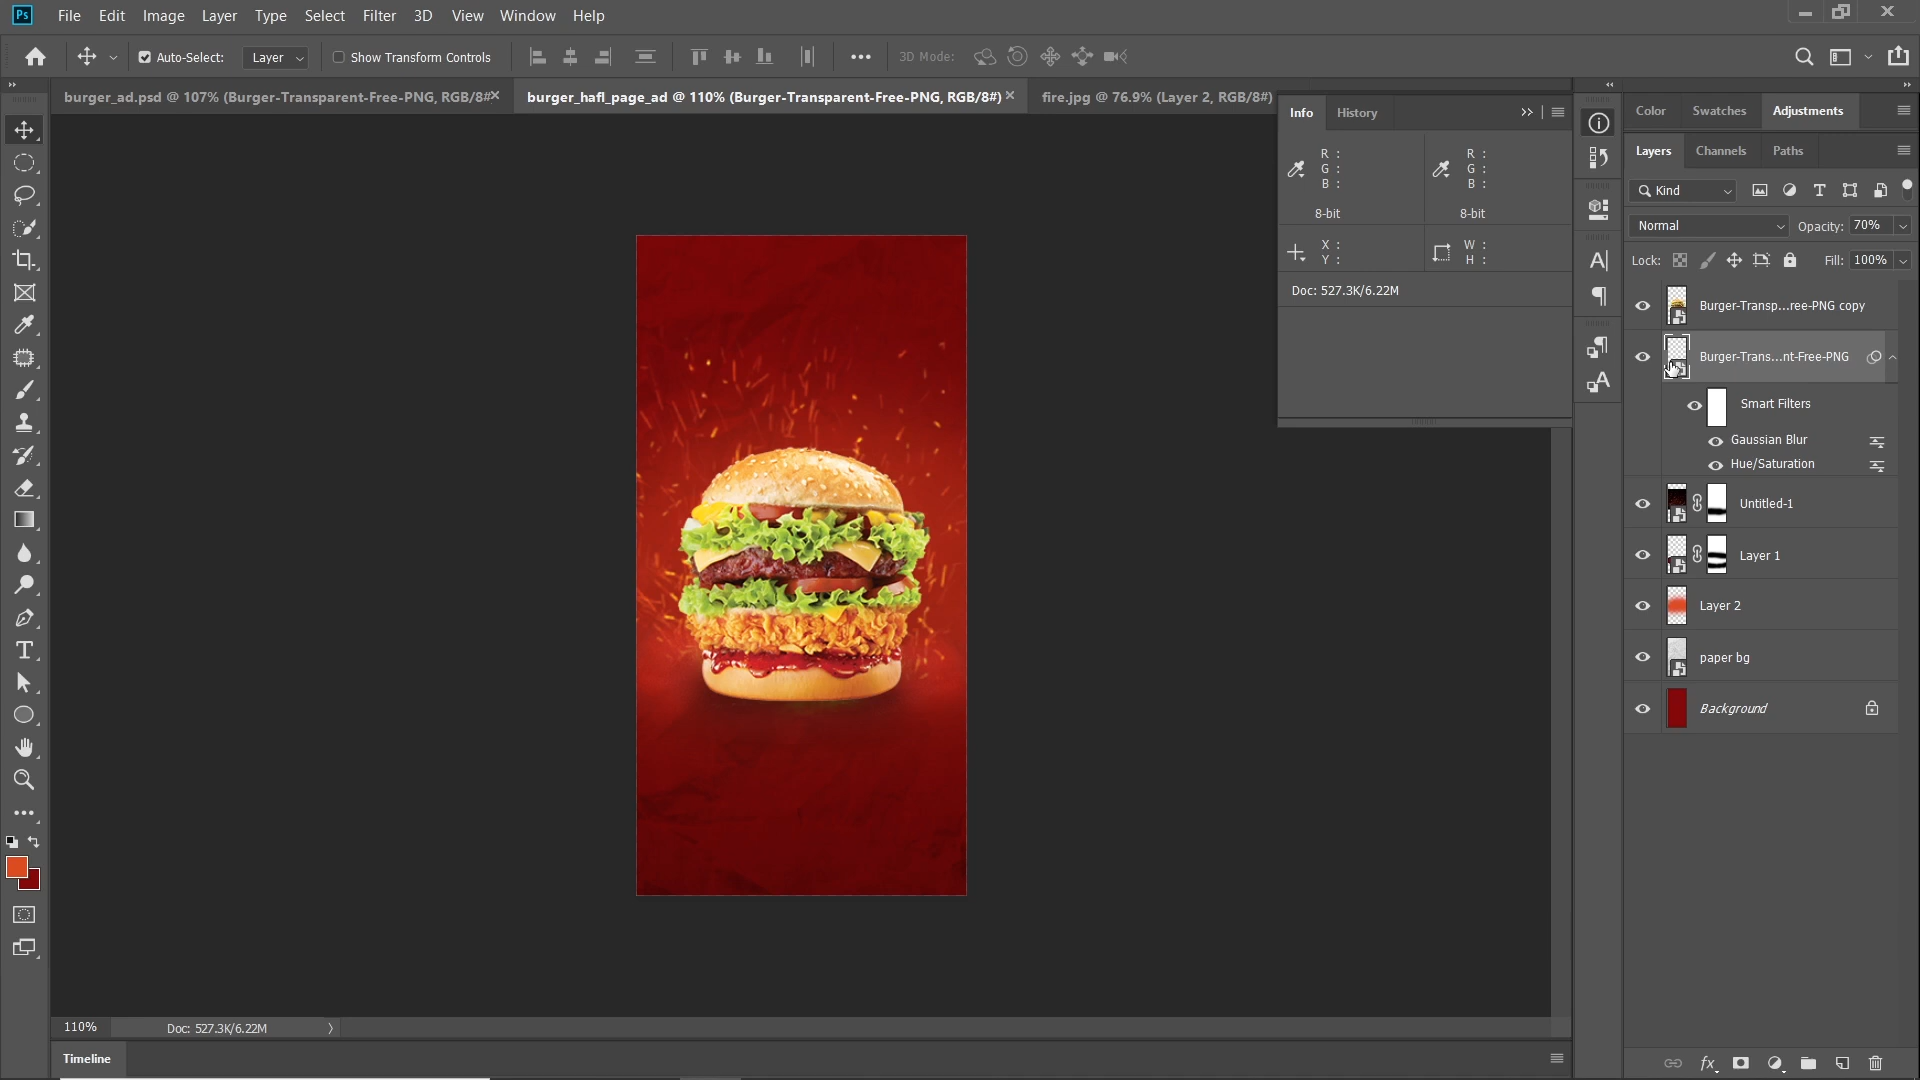 Ps File Edit Image Layer Type Select Filter 3D View Window Help
Auto-Select: Layer Show Transform Controls 3D Mode:
burger_ad.psd @ 107% (Burger-Transparent-Free-PNG, RGB/8# burger_hafl_page_ad @ 110% (Burger-Transparent-Free-PNG, RGB/8#) fire.jpg @ 76.9% (Layer 2, RGB/8#)
Info History
R : R :
G : G :
B : B :
8-bit 8-bit
X : W :
Y : H :
Doc: 527.3K/6.22M
Color Swatches Adjustments
Layers Channels Paths
Kind
Normal Opacity: 70%
Lock: Fill: 100%
Burger-Transp...ree-PNG copy
Burger-Trans...nt-Free-PNG
Smart Filters
Gaussian Blur
Hue/Saturation
Untitled-1
Layer 1
Layer 2
paper bg
Background
110% Doc: 527.3K/6.22M
Timeline
fx